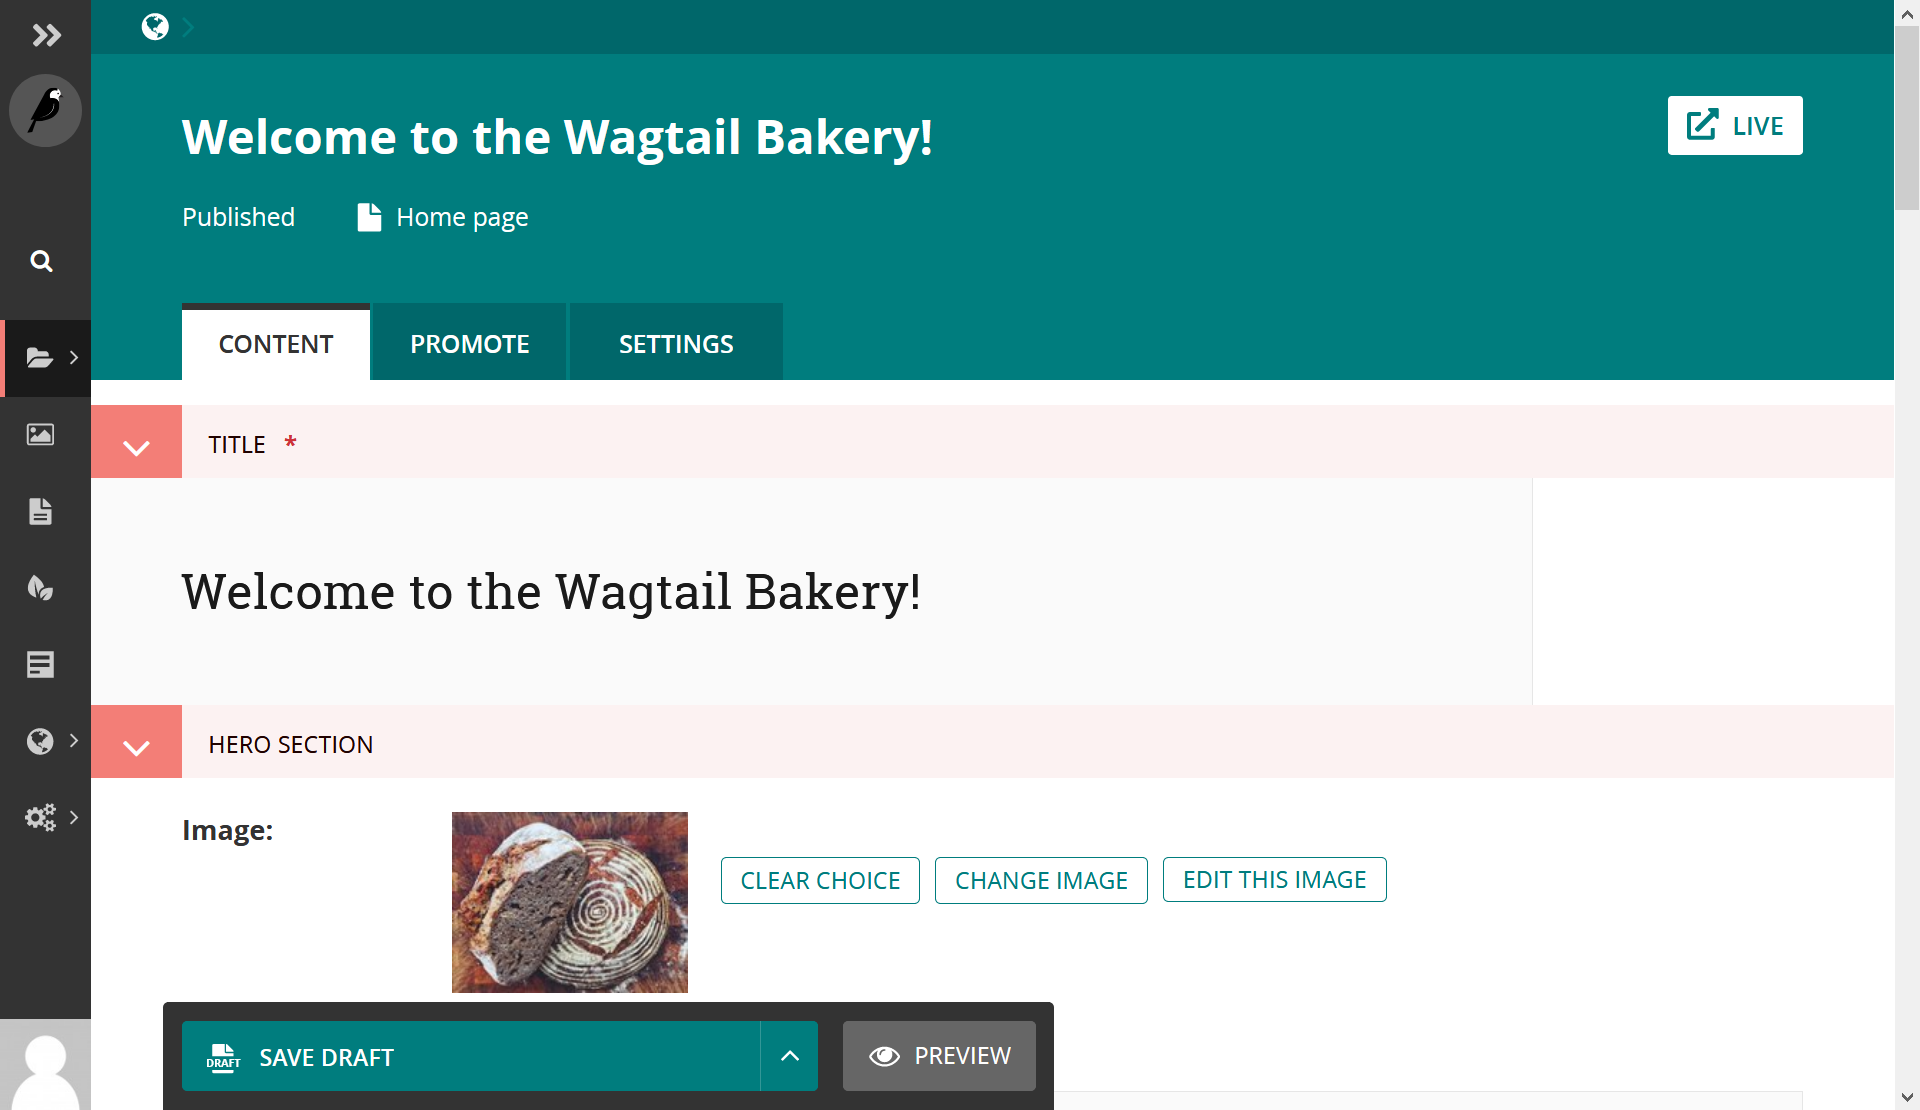 Welcome to the Wagtail Bakery!
LIVE
Published
Home page
CONTENT
PROMOTE
SETTINGS
TITLE *
Welcome to the Wagtail Bakery!
HERO SECTION
Image:
CLEAR CHOICE
CHANGE IMAGE
EDIT THIS IMAGE
DRAFT
SAVE DRAFT
PREVIEW